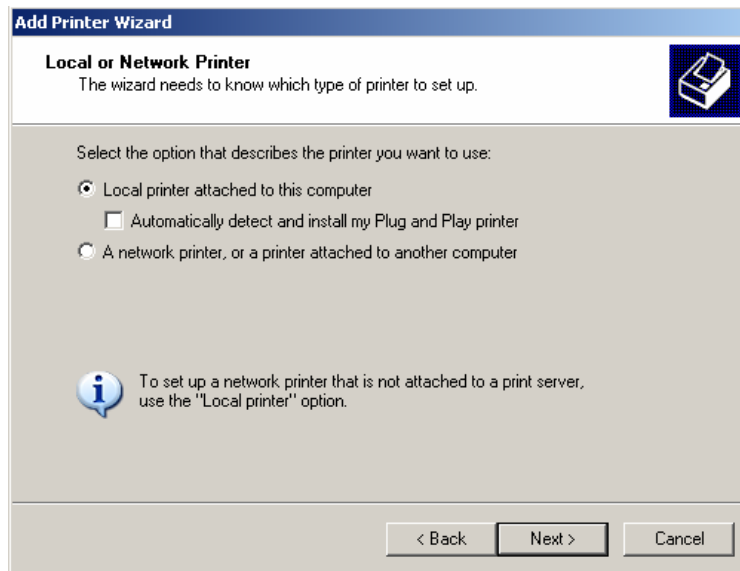 Add Printer Wizard
Local or Network Printer
The wizard needs to know which type of printer to set up.
Select the option that describes the printer you want to use:
Local printer attached to this computer
Automatically detect and install my Plug and Play printer
A network printer, or a printer attached to another computer
To set up a network printer that is not attached to a print server,
use the "Local printer" option.
< Back Next > Cancel